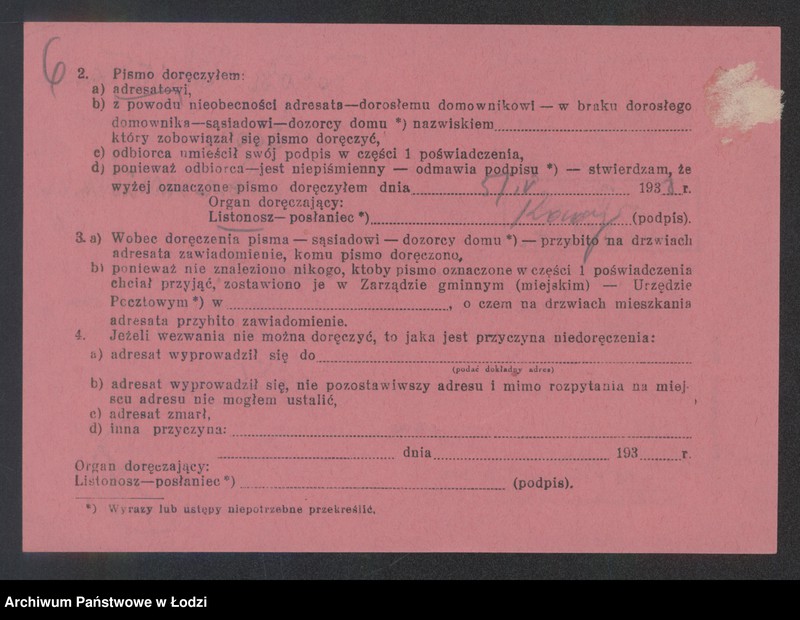 6
2. Pismo doręczyłem:
a) adresatowi,
b) z powodu nieobecności adresata—dorosłemu domownikowi — w braku dorosłego
domownika—sąsiadowi—dozorcy domu *) nazwiskiem
który zobowiązał się pismo doręczyć,
c) odbiorca umieścił swój podpis w części 1 poświadczenia,
d) ponieważ odbiorca—jest niepiśmienny — odmawia podpisu *) — stwierdzam, że
wyżej oznaczone pismo doręczyłem dnia 5/IV 193 r.
Organ doręczający:
Listonosz—posłaniec *) (podpis).
3. a) Wobec doręczenia pisma — sąsiadowi — dozorcy domu *) — przybito na drzwiach
adresata zawiadomienie, komu pismo doręczono,
b) ponieważ nie znaleziono nikogo, ktoby pismo oznaczone w części 1 poświadczenia
chciał przyjąć, zostawiono je w Zarządzie gminnym (miejskim) — Urzędzie
Pocztowym *) w , o czem na drzwiach mieszkania
adresata przybito zawiadomienie.
4. Jeżeli wezwania nie można doręczyć, to jaka jest przyczyna niedoręczenia:
a) adresat wyprowadził się do
(podać dokładny adres)
b) adresat wyprowadził się, nie pozostawiwszy adresu i mimo rozpytania na miej-
scu adresu nie mogłem ustalić,
c) adresat zmarł,
d) inna przyczyna:
dnia 193 r.
Organ doręczający:
Listonosz—posłaniec *) (podpis).
*) Wyrazy lub ustępy niepotrzebne przekreślić.
Archiwum Państwowe w Łodzi